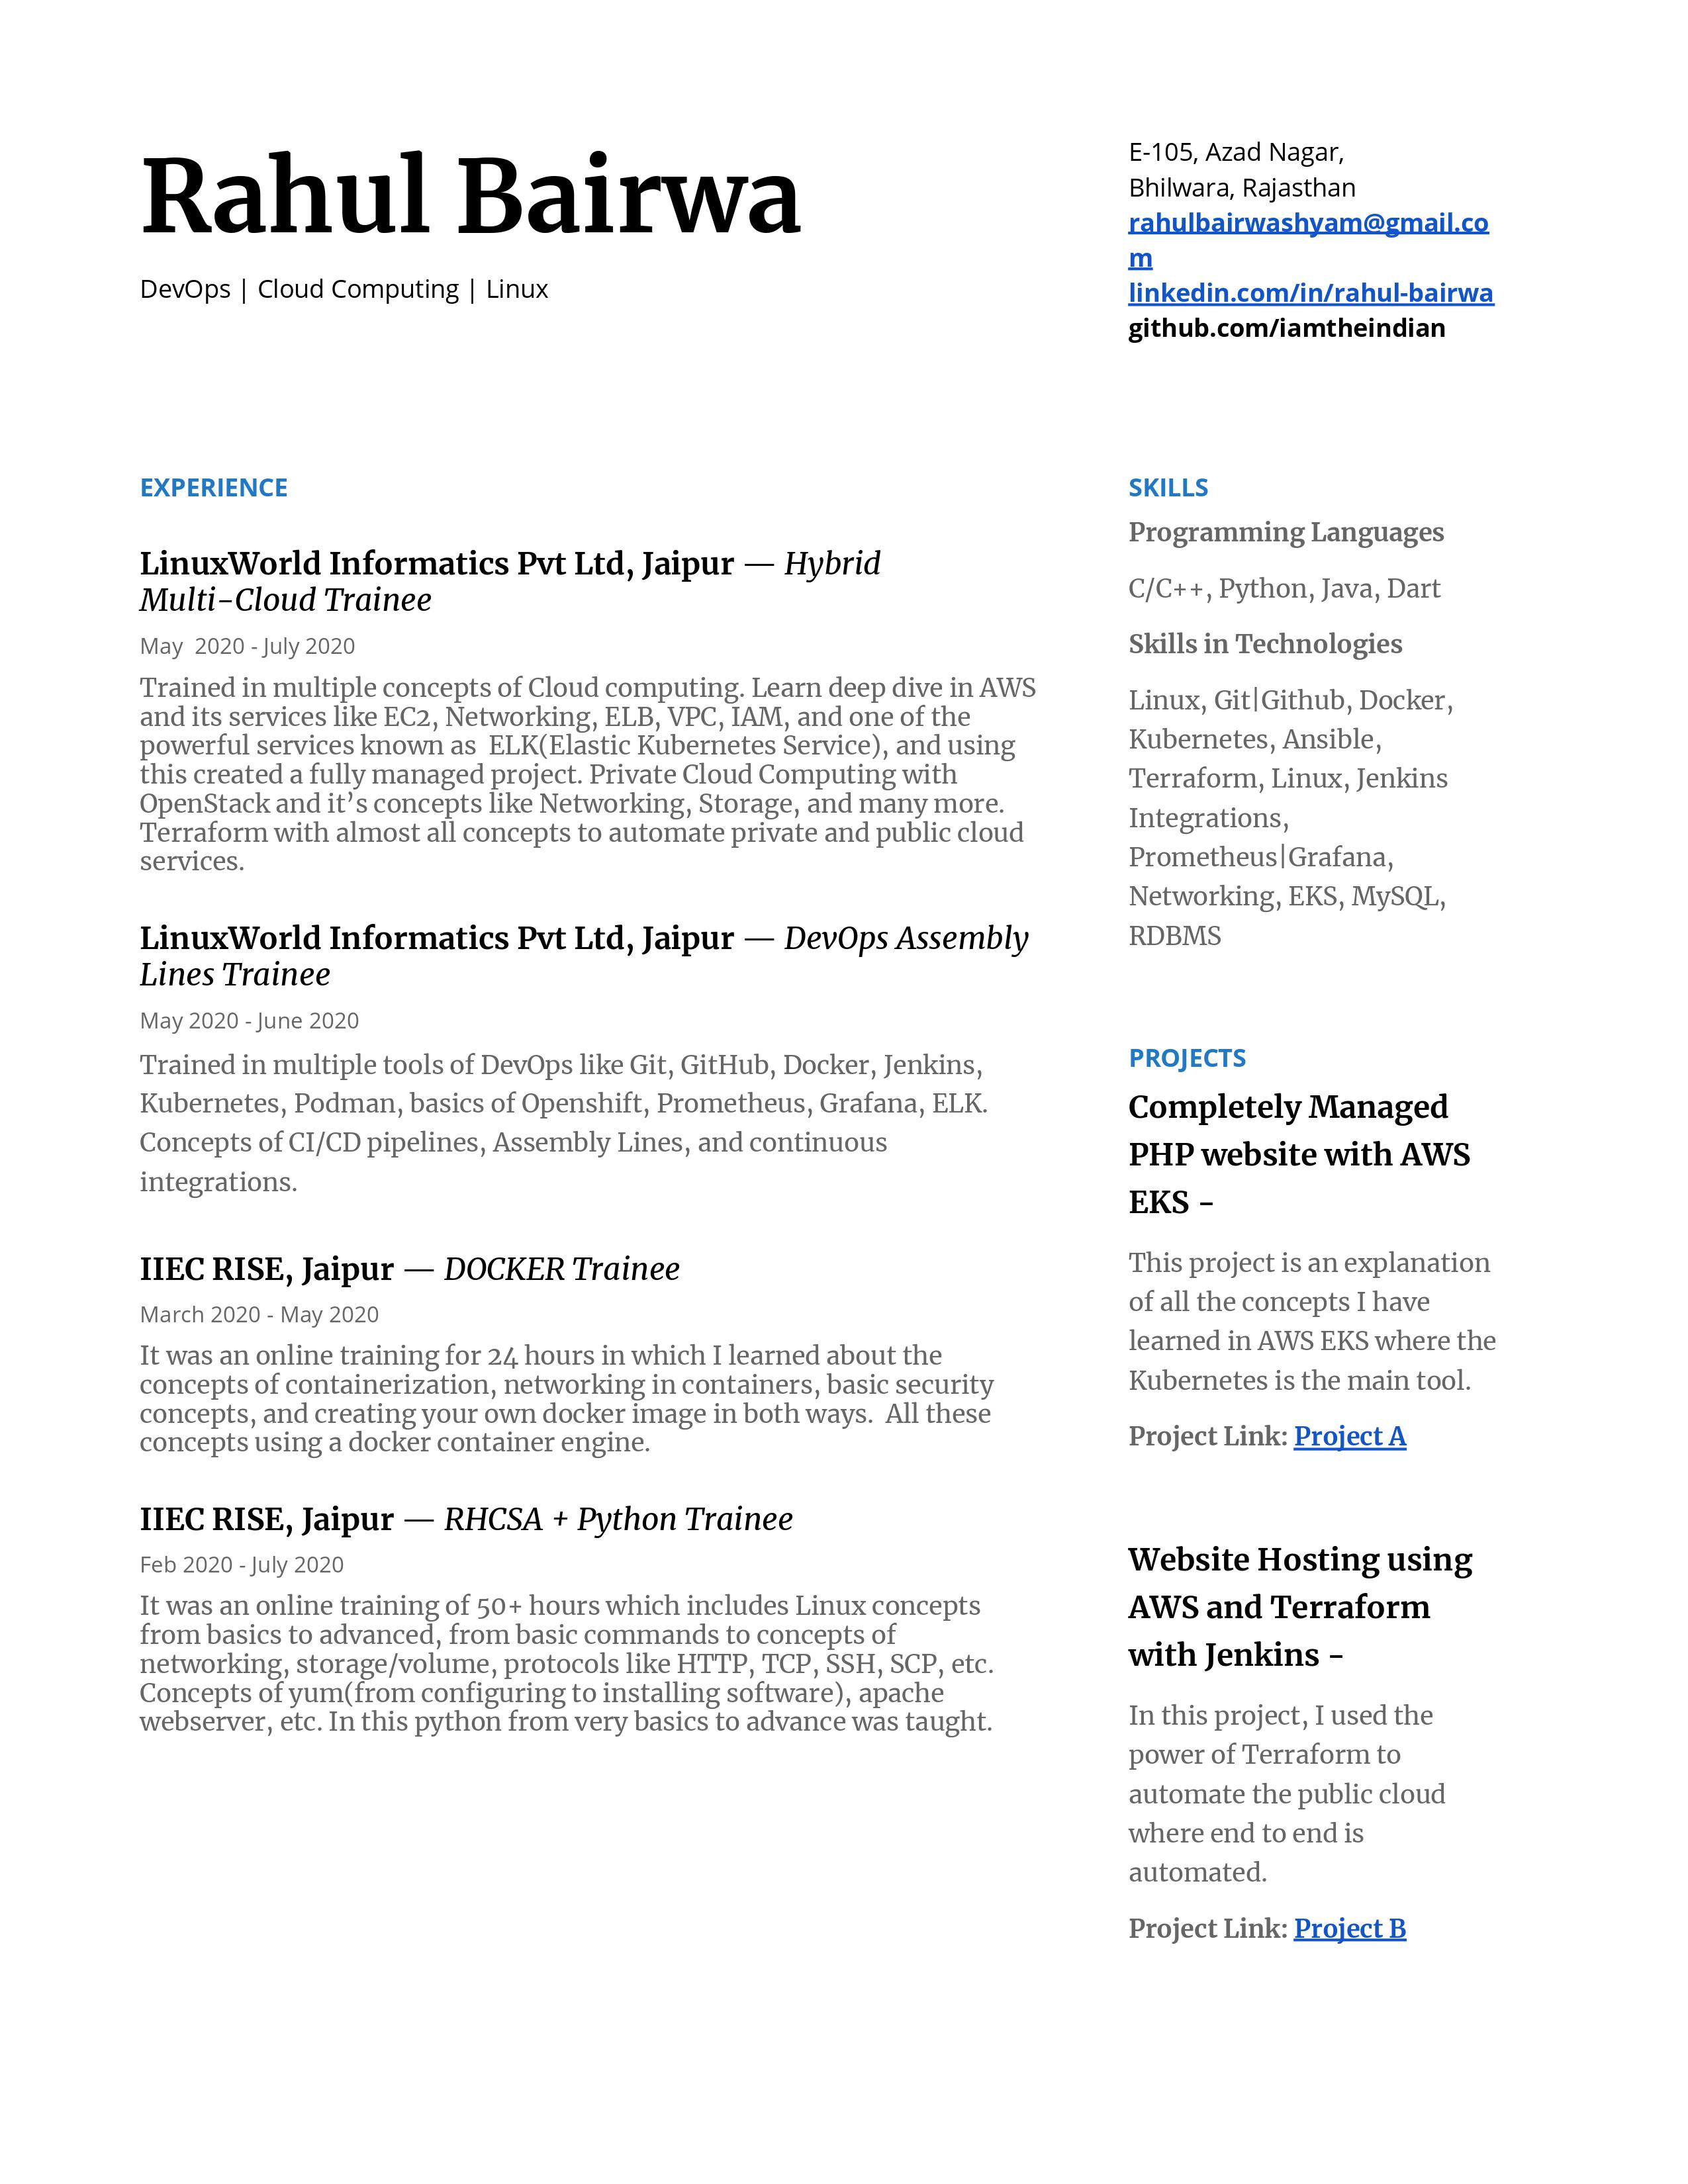 Rahul Bairwa
DevOps | Cloud Computing | Linux
E-105, Azad Nagar,
Bhilwara, Rajasthan
rahulbairwashyam@gmail.co
m
linkedin.com/in/rahul-bairwa
github.com/iamtheindian
EXPERIENCE
LinuxWorld Informatics Pvt Ltd, Jaipur — Hybrid
Multi-Cloud Trainee
May  2020 - July 2020
Trained in multiple concepts of Cloud computing. Learn deep dive in AWS
and its services like EC2, Networking, ELB, VPC, IAM, and one of the
powerful services known as  ELK(Elastic Kubernetes Service), and using
this created a fully managed project. Private Cloud Computing with
OpenStack and it’s concepts like Networking, Storage, and many more.
Terraform with almost all concepts to automate private and public cloud
services.
LinuxWorld Informatics Pvt Ltd, Jaipur — DevOps Assembly
Lines Trainee
May 2020 - June 2020
Trained in multiple tools of DevOps like Git, GitHub, Docker, Jenkins,
Kubernetes, Podman, basics of Openshift, Prometheus, Grafana, ELK.
Concepts of CI/CD pipelines, Assembly Lines, and continuous
integrations.
IIEC RISE, Jaipur — DOCKER Trainee
March 2020 - May 2020
It was an online training for 24 hours in which I learned about the
concepts of containerization, networking in containers, basic security
concepts, and creating your own docker image in both ways.  All these
concepts using a docker container engine.
IIEC RISE, Jaipur — RHCSA + Python Trainee
Feb 2020 - July 2020
It was an online training of 50+ hours which includes Linux concepts
from basics to advanced, from basic commands to concepts of
networking, storage/volume, protocols like HTTP, TCP, SSH, SCP, etc.
Concepts of yum(from configuring to installing software), apache
webserver, etc. In this python from very basics to advance was taught.
SKILLS
Programming Languages
C/C++, Python, Java, Dart
Skills in Technologies
Linux, Git|Github, Docker,
Kubernetes, Ansible,
Terraform, Linux, Jenkins
Integrations,
Prometheus|Grafana,
Networking, EKS, MySQL,
RDBMS
PROJECTS
Completely Managed
PHP website with AWS
EKS -
This project is an explanation
of all the concepts I have
learned in AWS EKS where the
Kubernetes is the main tool.
Project Link: Project A
Website Hosting using
AWS and Terraform
with Jenkins -
In this project, I used the
power of Terraform to
automate the public cloud
where end to end is
automated.
Project Link: Project B